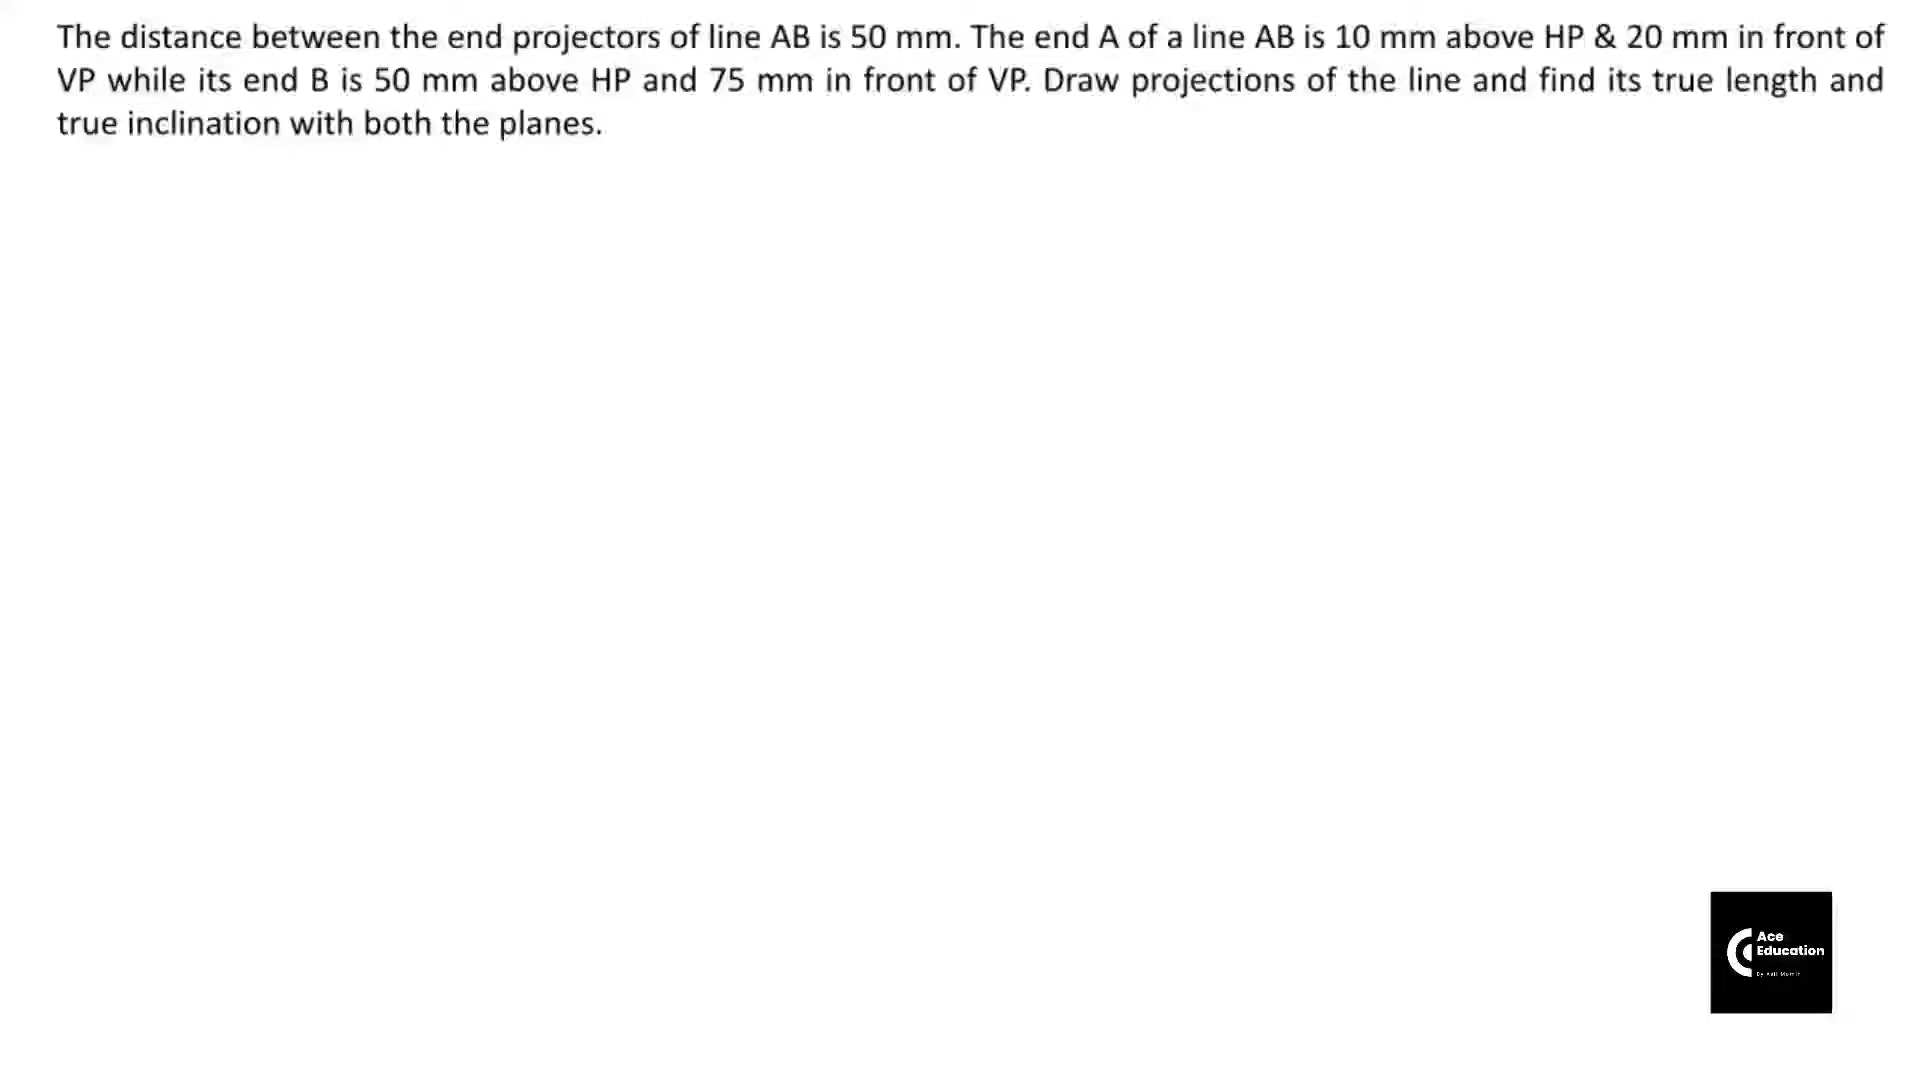 The distance between the end projectors of line AB is 50 mm. The end A of a line AB is 10 mm above HP & 20 mm in front of
VP while its end B is 50 mm above HP and 75 mm in front of VP. Draw projections of the line and find its true length and
true inclination with both the planes.
Ace
Education